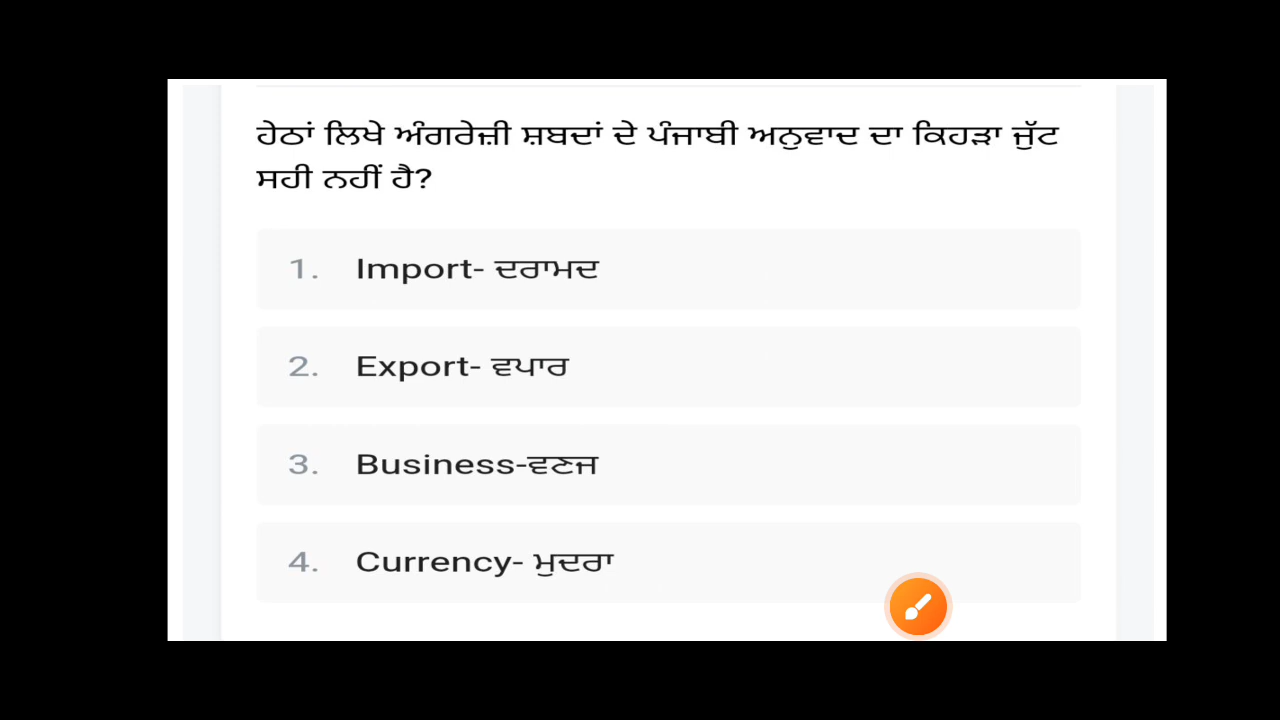 ਹੇਠਾਂ ਲਿਖੇ ਅੰਗਰੇਜ਼ੀ ਸ਼ਬਦਾਂ ਦੇ ਪੰਜਾਬੀ ਅਨੁਵਾਦ ਦਾ ਕਿਹੜਾ ਜੁੱਟ
ਸਹੀ ਨਹੀਂ ਹੈ?
1. Import- ਦਰਾਮਦ
2. Export- ਵਪਾਰ
3. Business-ਵਣਜ
4. Currency- ਮੁਦਰਾ